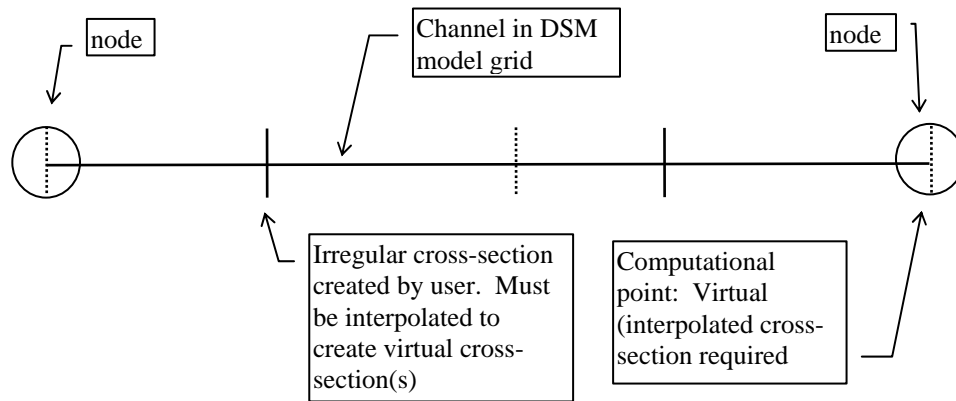 node
Channel in DSM
model grid
node
Irregular cross-section
created by user.  Must
be interpolated to
create virtual cross-
section(s)
Computational
point:  Virtual
(interpolated cross-
section required